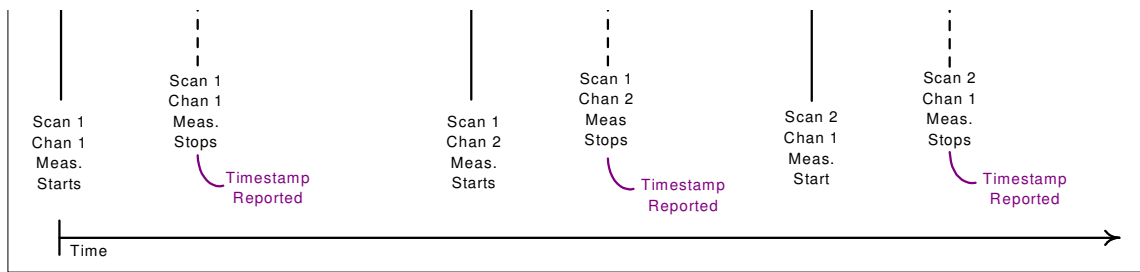 Scan 1
Chan 1
Meas.
Starts
Scan 1
Chan 1
Meas.
Stops
Timestamp
Reported
Scan 1
Chan 2
Meas.
Starts
Scan 1
Chan 2
Meas
Stops
Timestamp
Reported
Scan 2
Chan 1
Meas.
Start
Scan 2
Chan 1
Meas.
Stops
Timestamp
Reported
Time